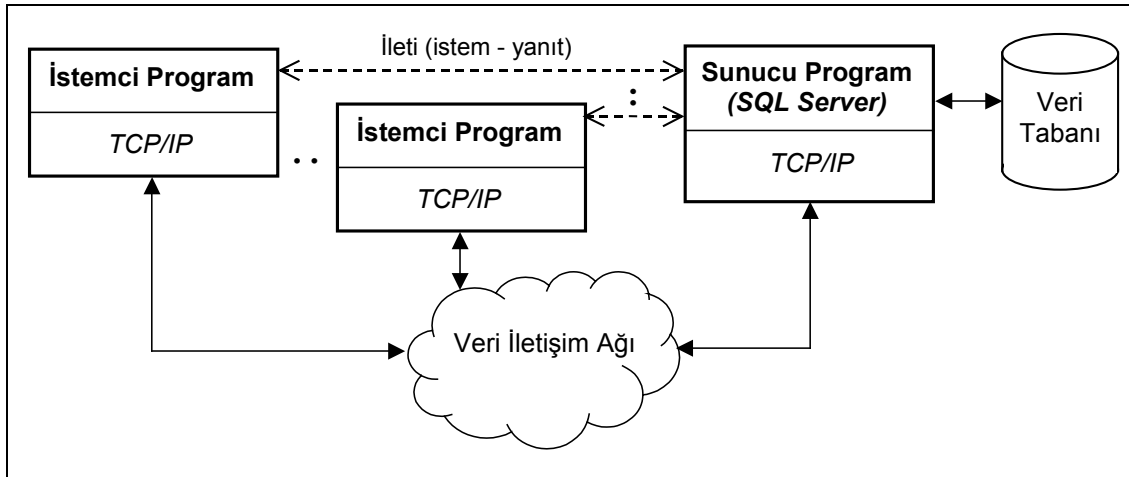 İleti (istem - yanıt)
İstemci Program
TCP/IP
..
İstemci Program
TCP/IP
:
Sunucu Program
(SQL Server)
TCP/IP
Veri
Tabanı
Veri İletişim Ağı